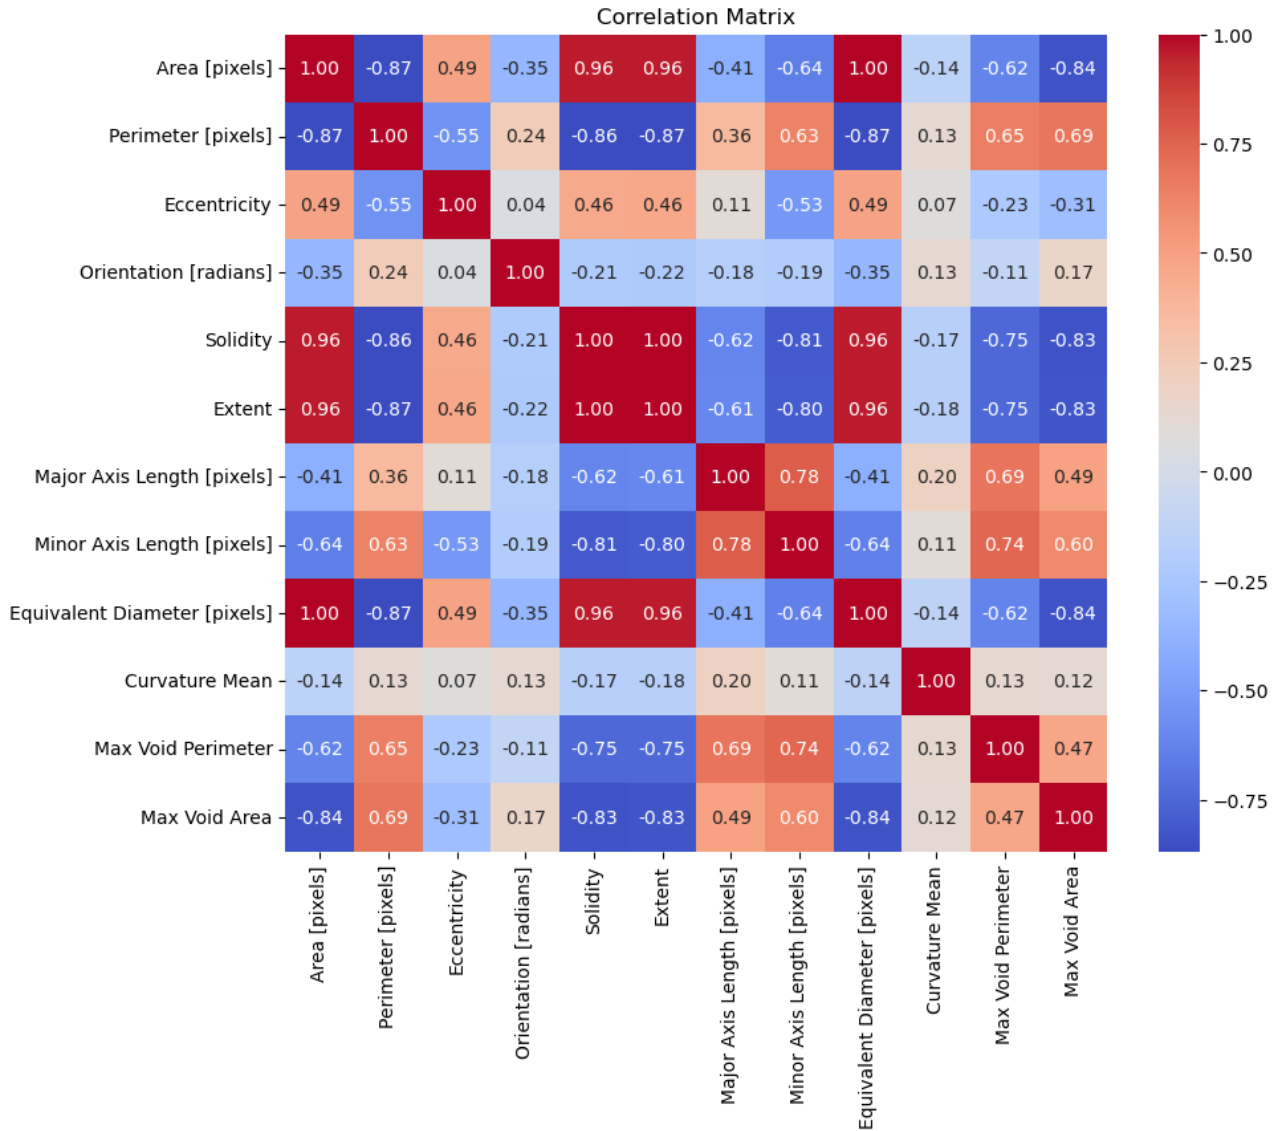 Correlation Matrix
Area [pixels] 1.00 -0.87 0.49 -0.35 0.96 0.96 -0.41 -0.64 1.00 -0.14 -0.62 -0.84
Perimeter [pixels] -0.87 1.00 -0.55 0.24 -0.86 -0.87 0.36 0.63 -0.87 0.13 0.65 0.69
Eccentricity 0.49 -0.55 1.00 0.04 0.46 0.46 0.11 -0.53 0.49 0.07 -0.23 -0.31
Orientation [radians] -0.35 0.24 0.04 1.00 -0.21 -0.22 -0.18 -0.19 -0.35 0.13 -0.11 0.17
Solidity 0.96 -0.86 0.46 -0.21 1.00 1.00 -0.62 -0.81 0.96 -0.17 -0.75 -0.83
Extent 0.96 -0.87 0.46 -0.22 1.00 1.00 -0.61 -0.80 0.96 -0.18 -0.75 -0.83
Major Axis Length [pixels] -0.41 0.36 0.11 -0.18 -0.62 -0.61 1.00 0.78 -0.41 0.20 0.69 0.49
Minor Axis Length [pixels] -0.64 0.63 -0.53 -0.19 -0.81 -0.80 0.78 1.00 -0.64 0.11 0.74 0.60
Equivalent Diameter [pixels] 1.00 -0.87 0.49 -0.35 0.96 0.96 -0.41 -0.64 1.00 -0.14 -0.62 -0.84
Curvature Mean -0.14 0.13 0.07 0.13 -0.17 -0.18 0.20 0.11 -0.14 1.00 0.13 0.12
Max Void Perimeter -0.62 0.65 -0.23 -0.11 -0.75 -0.75 0.69 0.74 -0.62 0.13 1.00 0.47
Max Void Area -0.84 0.69 -0.31 0.17 -0.83 -0.83 0.49 0.60 -0.84 0.12 0.47 1.00
Area [pixels]
Perimeter [pixels]
Eccentricity
Orientation [radians]
Solidity
Extent
Major Axis Length [pixels]
Minor Axis Length [pixels]
Equivalent Diameter [pixels]
Curvature Mean
Max Void Perimeter
Max Void Area
1.00
0.75
0.50
0.25
0.00
−0.25
−0.50
−0.75